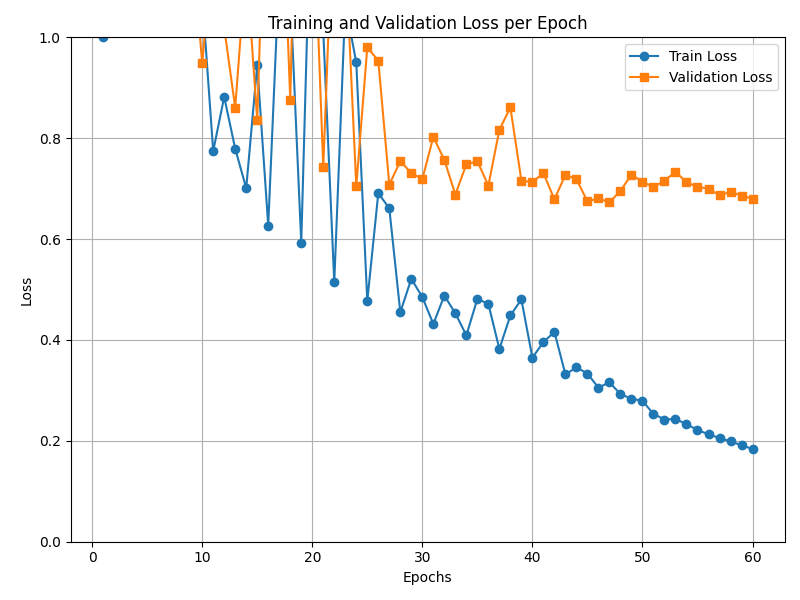 Training and Validation Loss per Epoch
Train Loss
Validation Loss
Loss
1.0
0.8
0.6
0.4
0.2
0.0
0 10 20 30 40 50 60
Epochs